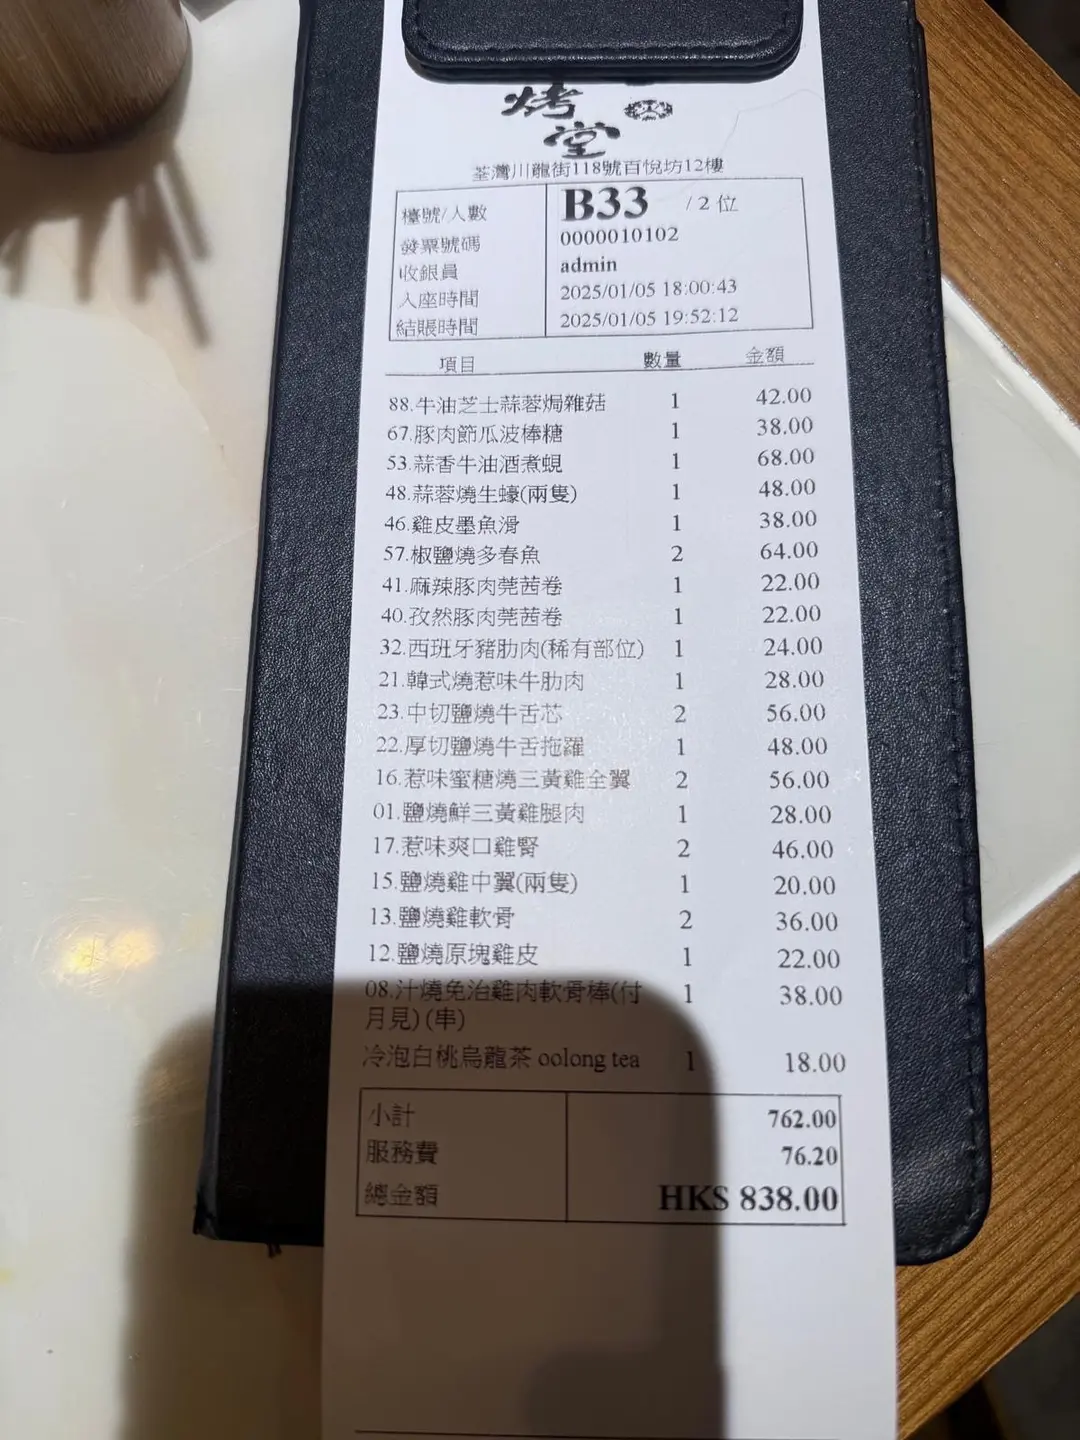 烤
堂
荃灣川龍街118號百悅坊12樓
檯號/人數 B33 / 2 位
發票號碼 0000010102
收銀員 admin
入座時間 2025/01/05 18:00:43
結賬時間 2025/01/05 19:52:12
項目 數量 金額
88.牛油芝士蒜蓉焗雜菇 1 42.00
67.豚肉節瓜波棒糖 1 38.00
53.蒜香牛油酒煮蜆 1 68.00
48.蒜蓉燒生蠔(兩隻) 1 48.00
46.雞皮墨魚滑 1 38.00
57.椒鹽燒多春魚 2 64.00
41.麻辣豚肉莞茜卷 1 22.00
40.孜然豚肉莞茜卷 1 22.00
32.西班牙豬肋肉(稀有部位) 1 24.00
21.韓式燒惹味牛肋肉 1 28.00
23.中切鹽燒牛舌芯 2 56.00
22.厚切鹽燒牛舌拖羅 1 48.00
16.惹味蜜糖燒三黃雞全翼 2 56.00
01.鹽燒鮮三黃雞腿肉 1 28.00
17.惹味爽口雞腎 2 46.00
15.鹽燒雞中翼(兩隻) 1 20.00
13.鹽燒雞軟骨 2 36.00
12.鹽燒原塊雞皮 1 22.00
08.汁燒免治雞肉軟骨棒(付 1 38.00
月見) (串)
冷泡白桃烏龍茶 oolong tea 1 18.00
小計 762.00
服務費 76.20
總金額 HK$ 838.00